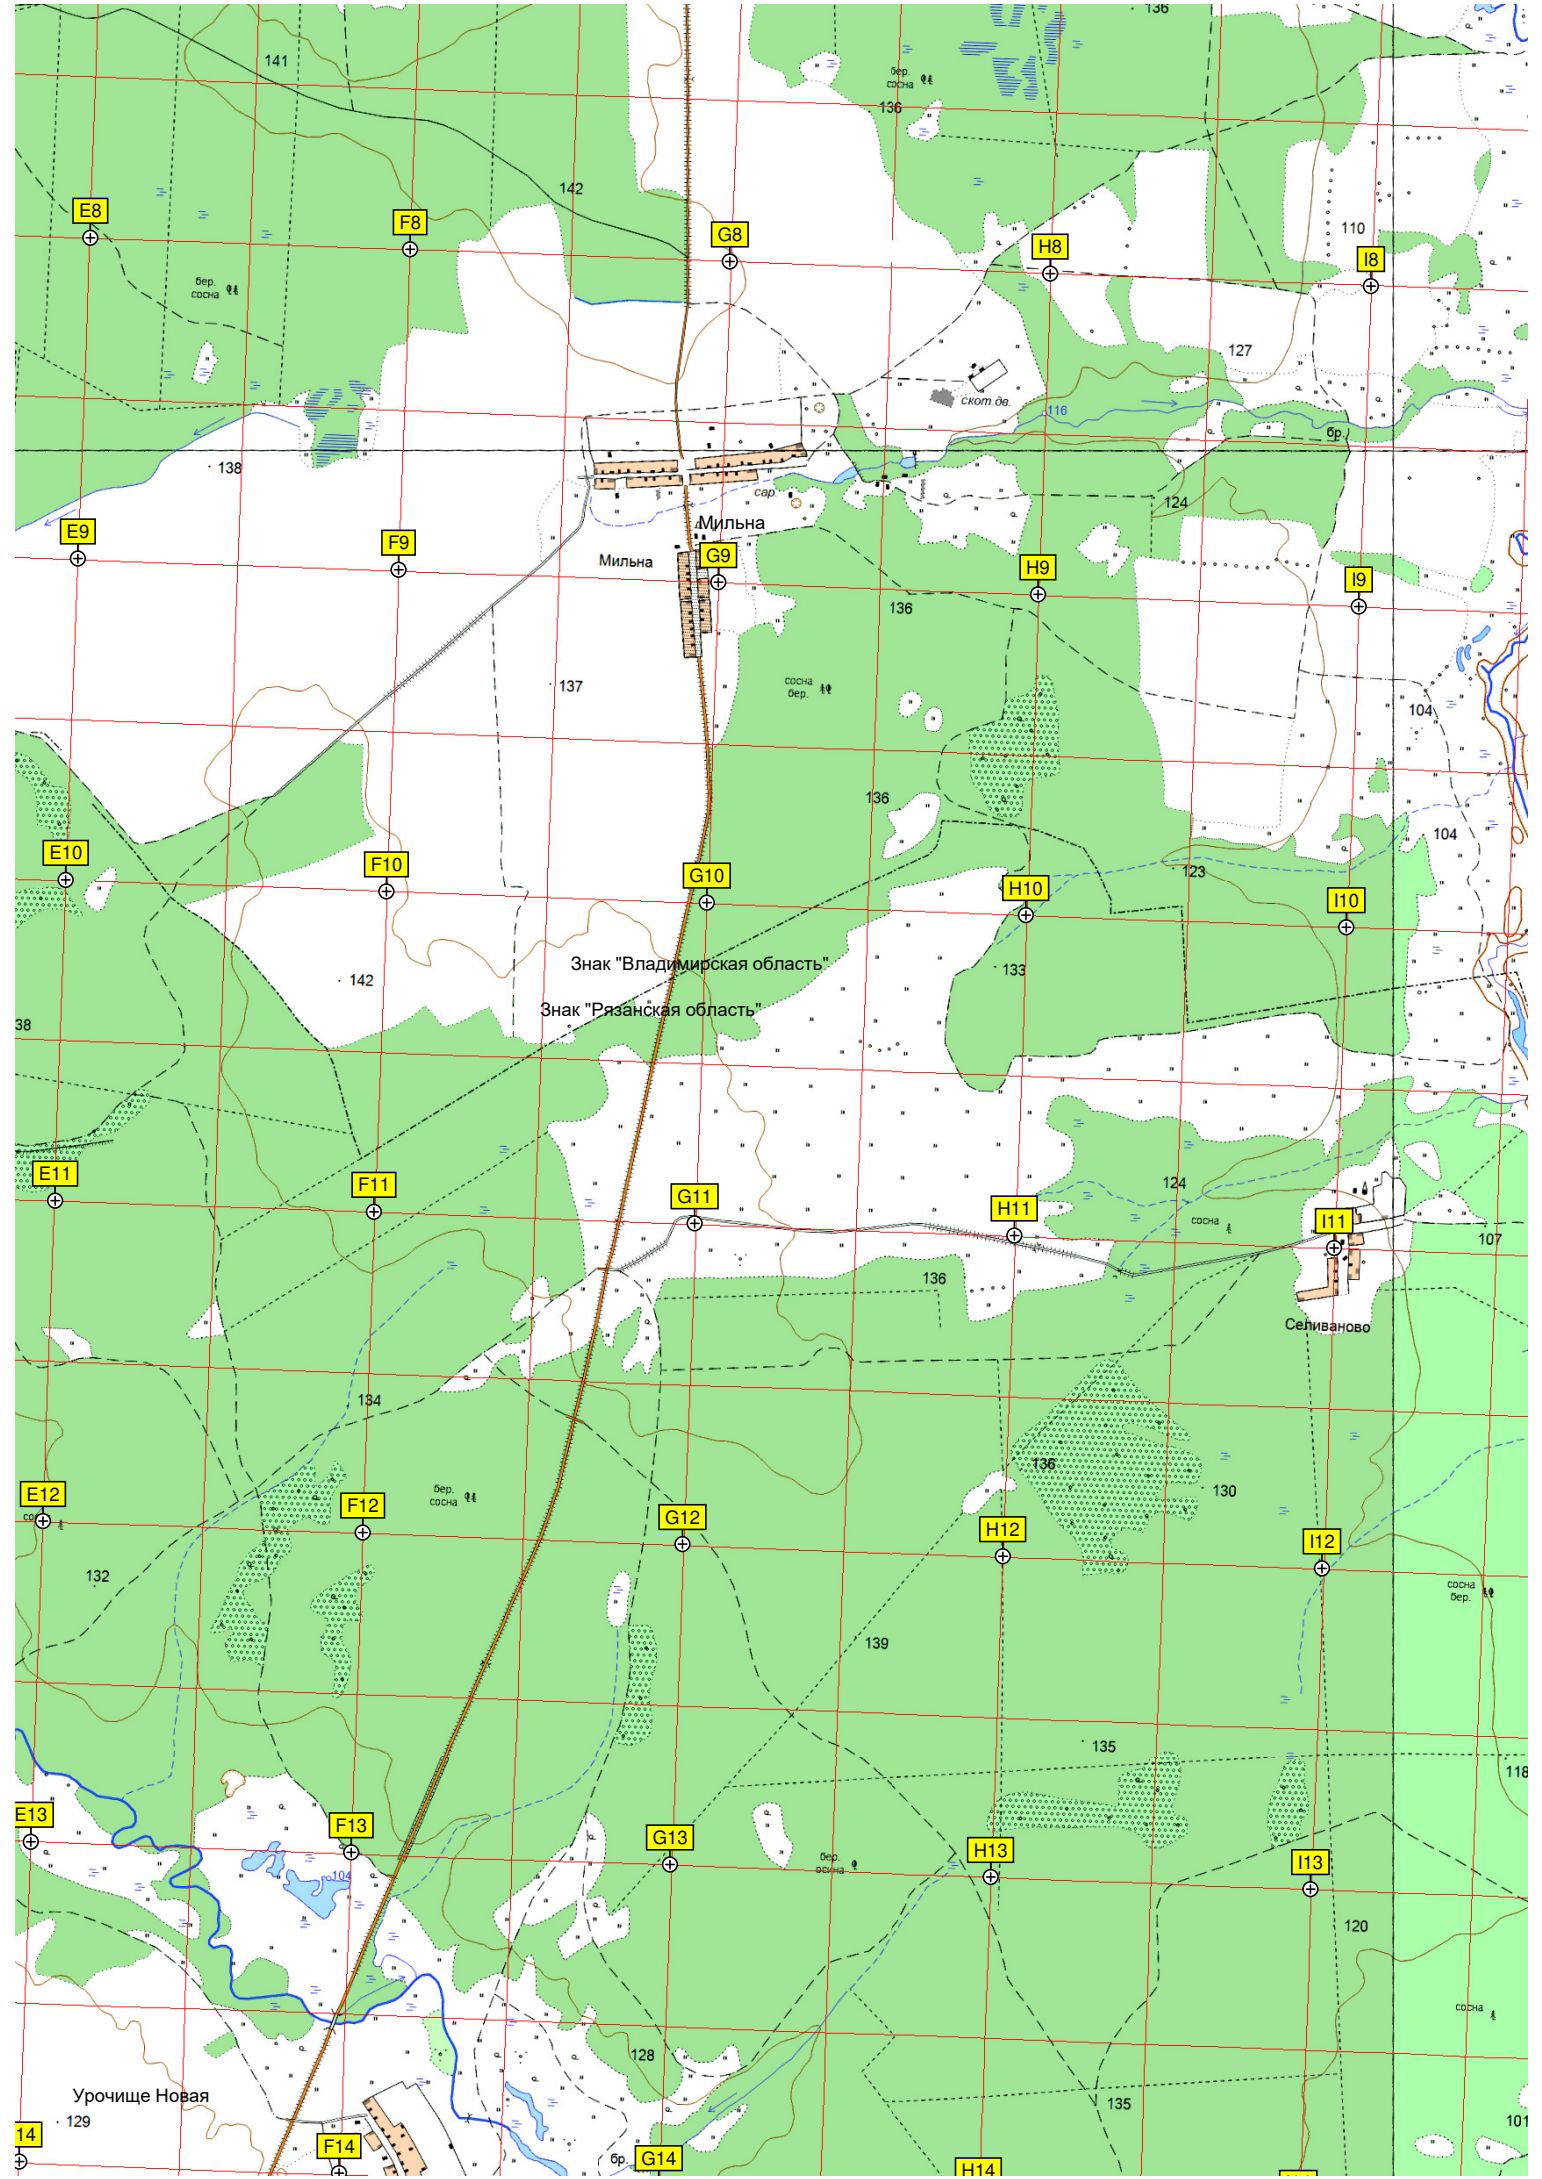 136
141
бер.
сосна
136
142
E8
F8
G8
H8
110
I8
бер.
сосна
127
скот. дв.
116
бр.
138
124
сар.
Мильна
E9
F9
Мильна
G9
H9
I9
136
сосна
бер.
137
104
136
104
E10
F10
G10
123
H10
I10
Знак "Владимирская область"
133
142
Знак "Рязанская область"
38
E11
F11
G11
124
H11
сосна
I11
107
136
Селиваново
134
136
130
E12
бер.
сосна
F12
со
G12
H12
I12
132
сосна
бер.
139
135
118
E13
F13
G13
бер.
осина
H13
I13
104
120
сосна
128
Урочище Новая
129
135
101
14
F14
бр.
G14
H14